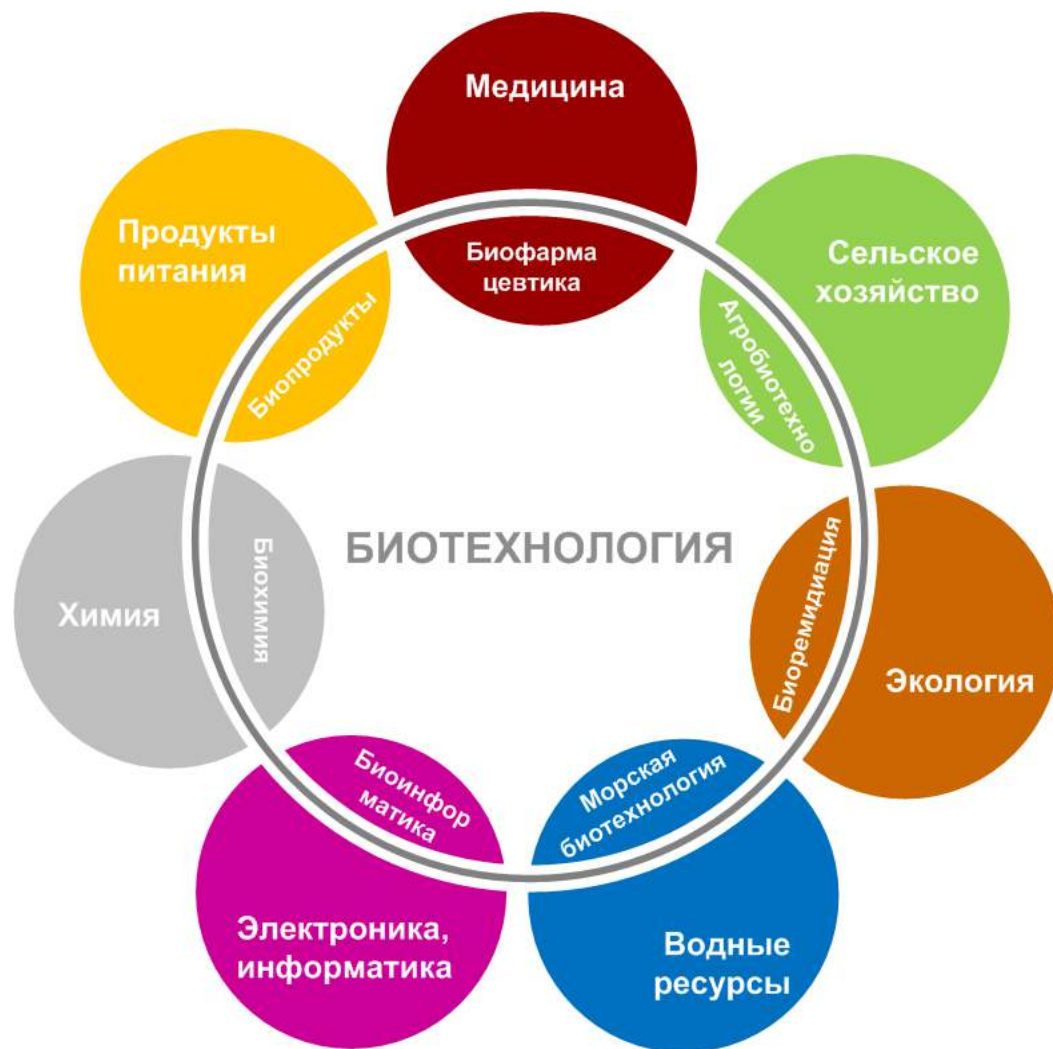 Медицина
Биофарма
цевтика
Сельское
хозяйство
Агробиотехно
логии
Экология
Биоремидиация
Водные
ресурсы
Морская
биотехнология
Электроника,
информатика
Биоинфор
матика
Химия
Биохимия
Продукты
питания
Биопродукты
БИОТЕХНОЛОГИЯ